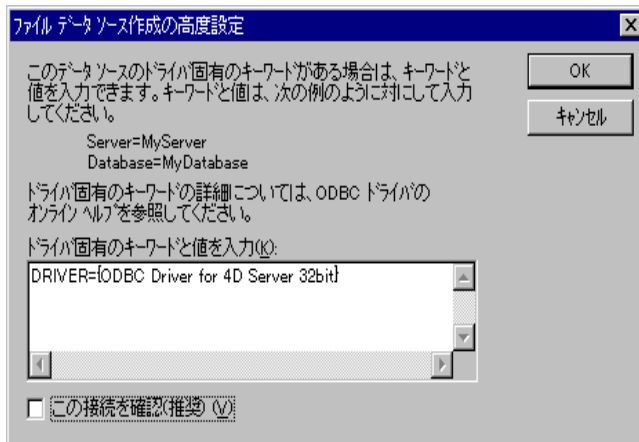 ファイル データ ソース作成の高度設定
このデータ ソースのドライバ固有のキーワードがある場合は、キーワードと
値を入力できます。キーワードと値は、次の例のように対にして入力
してください。
Server=MyServer
Database=MyDatabase
ドライバ固有のキーワードの詳細については、ODBC ドライバの
オンライン ヘルプを参照してください。
ドライバ固有のキーワードと値を入力(K):
DRIVER={ODBC Driver for 4D Server 32bit}
この接続を確認(推奨) (V)
OK
キャンセル